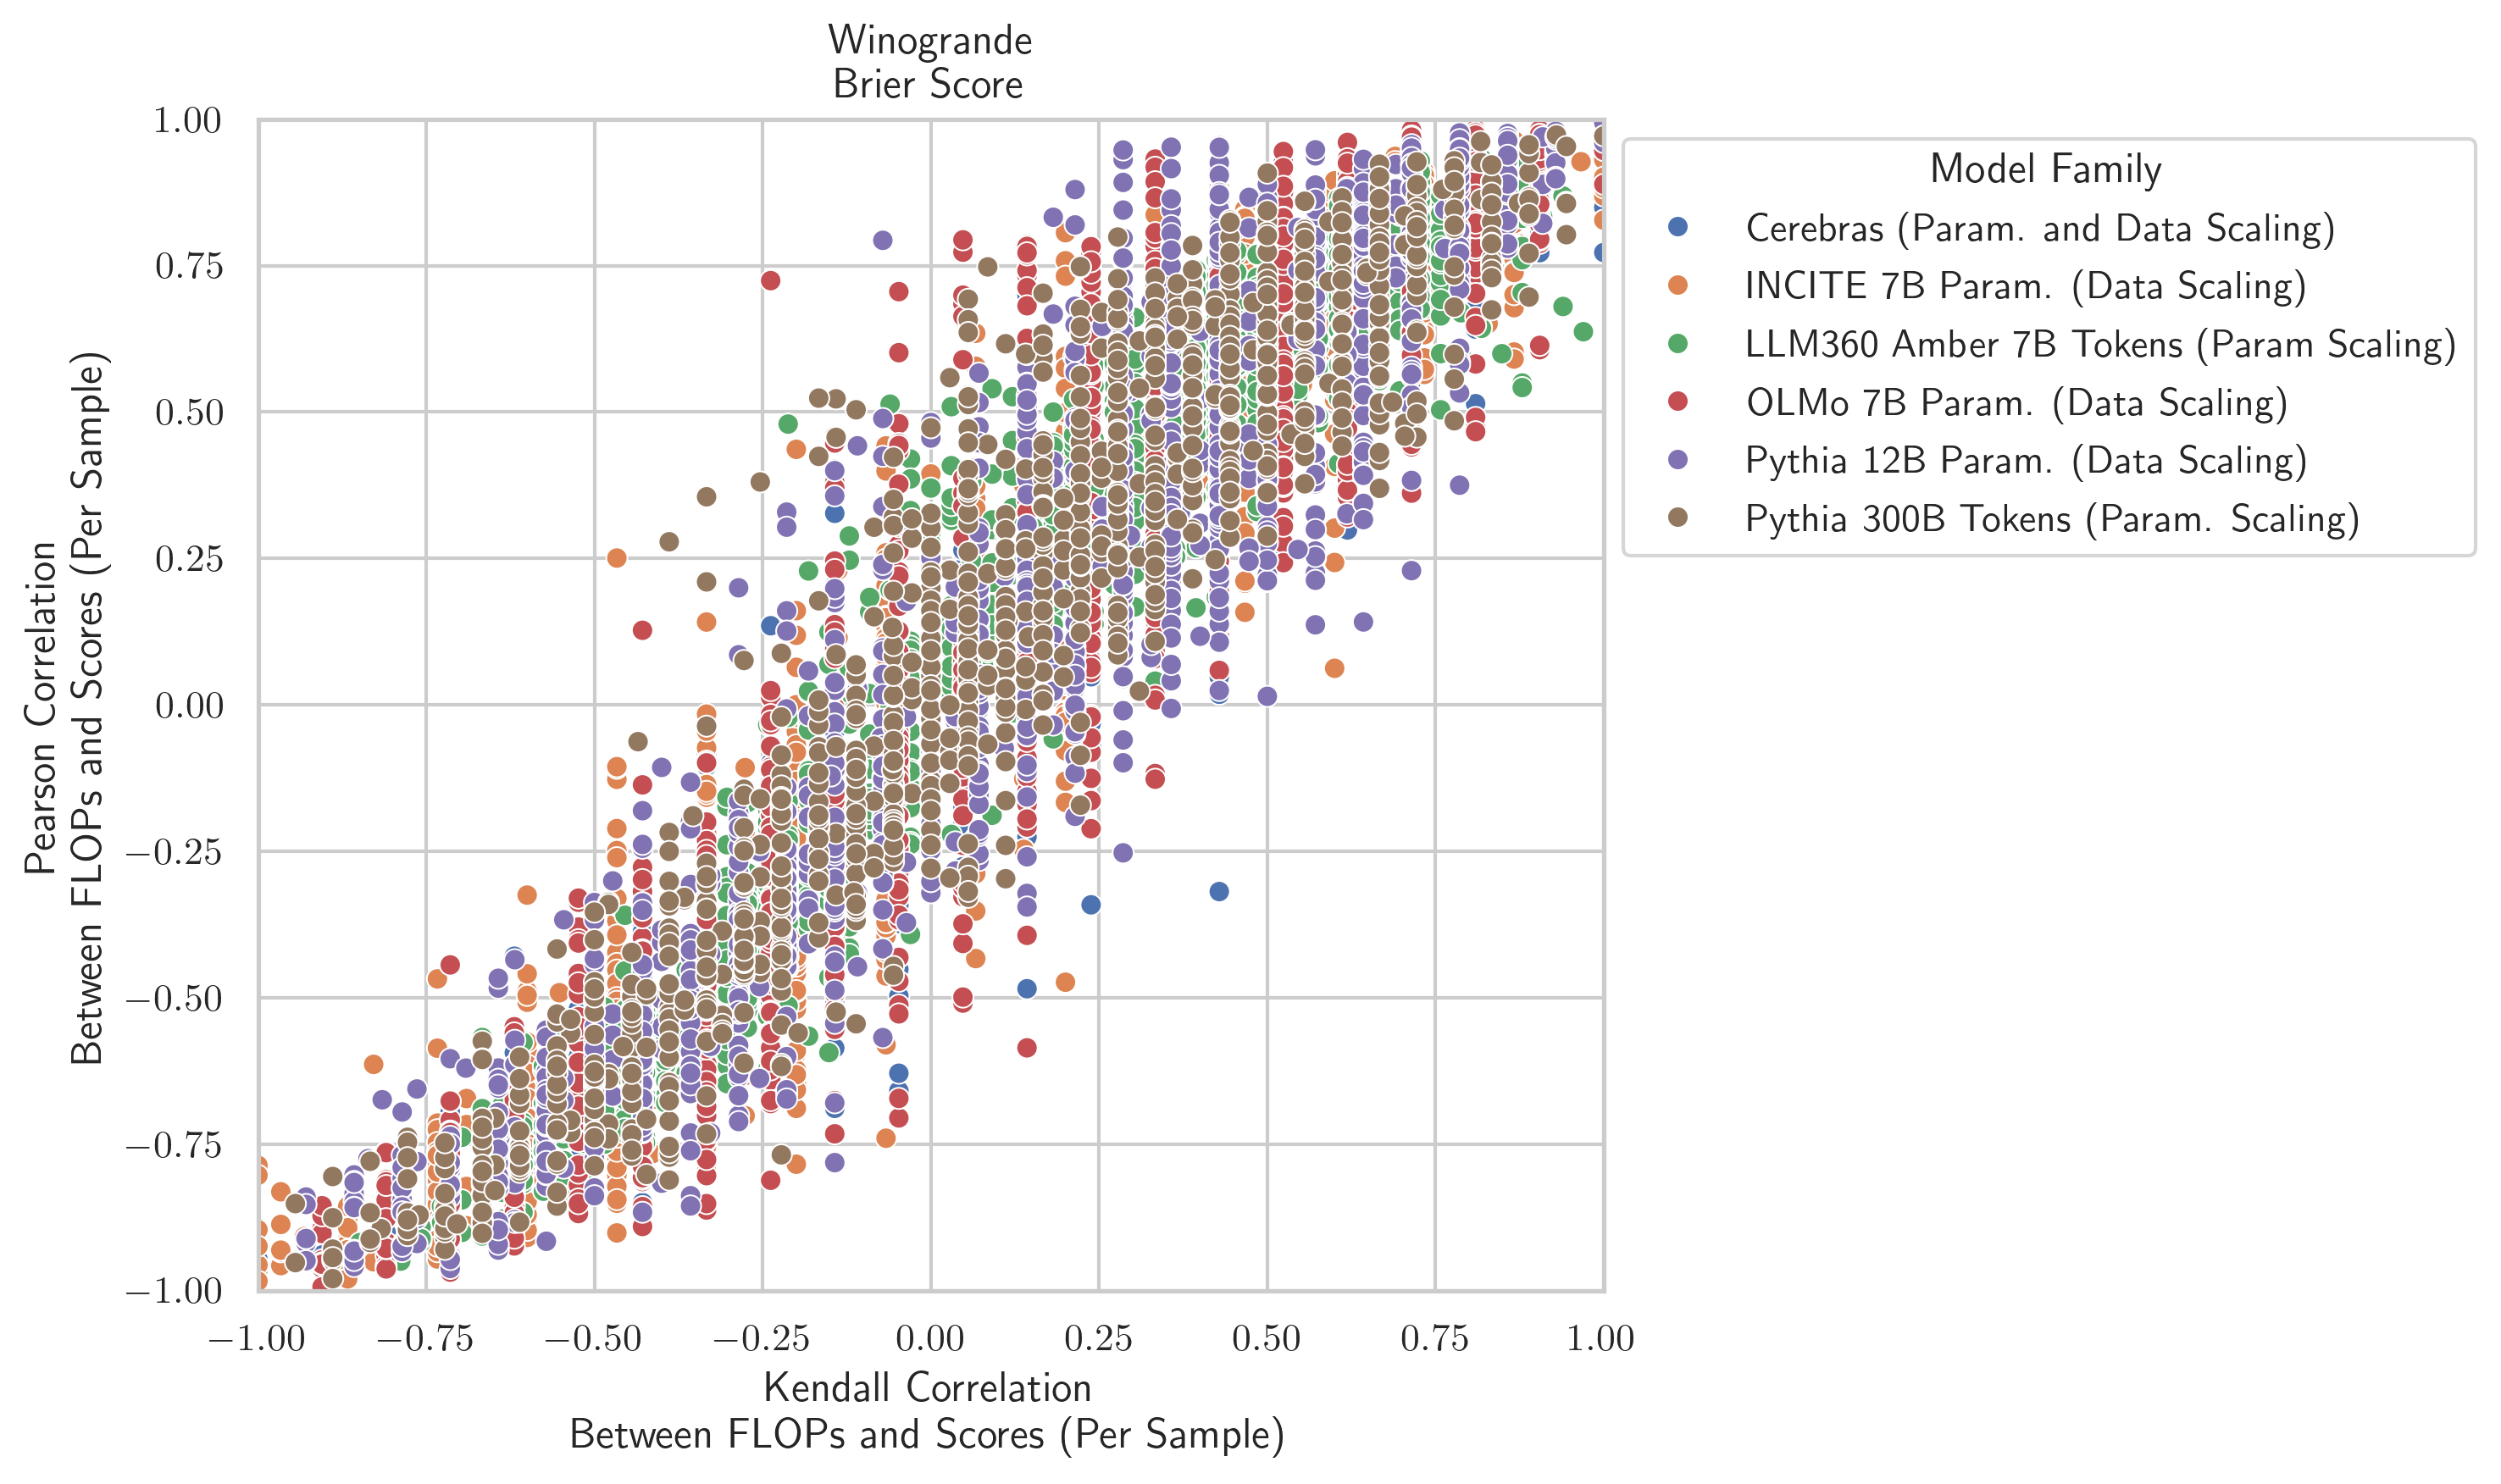 Winogrande
Brier Score
1.00
0.75
0.50
0.25
0.00
−0.25
−0.50
−0.75
−1.00
Pearson Correlation
Between FLOPs and Scores (Per Sample)
−1.00 −0.75 −0.50 −0.25 0.00 0.25 0.50 0.75 1.00
Kendall Correlation
Between FLOPs and Scores (Per Sample)
Model Family
Cerebras (Param. and Data Scaling)
INCITE 7B Param. (Data Scaling)
LLM360 Amber 7B Tokens (Param Scaling)
OLMo 7B Param. (Data Scaling)
Pythia 12B Param. (Data Scaling)
Pythia 300B Tokens (Param. Scaling)